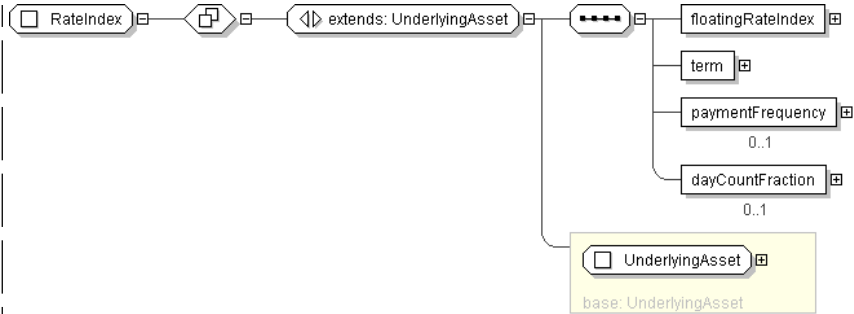 RateIndex
extends: UnderlyingAsset
floatingRateIndex
term
paymentFrequency
0..1
dayCountFraction
0..1
UnderlyingAsset
base: UnderlyingAsset